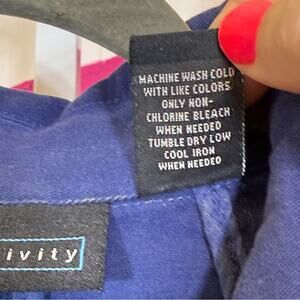 MACHINE WASH COLD
WITH LIKE COLORS
ONLY NON-
CHLORINE BLEACH
WHEN NEEDED
TUMBLE DRY LOW
COOL IRON
WHEN NEEDED
ivity